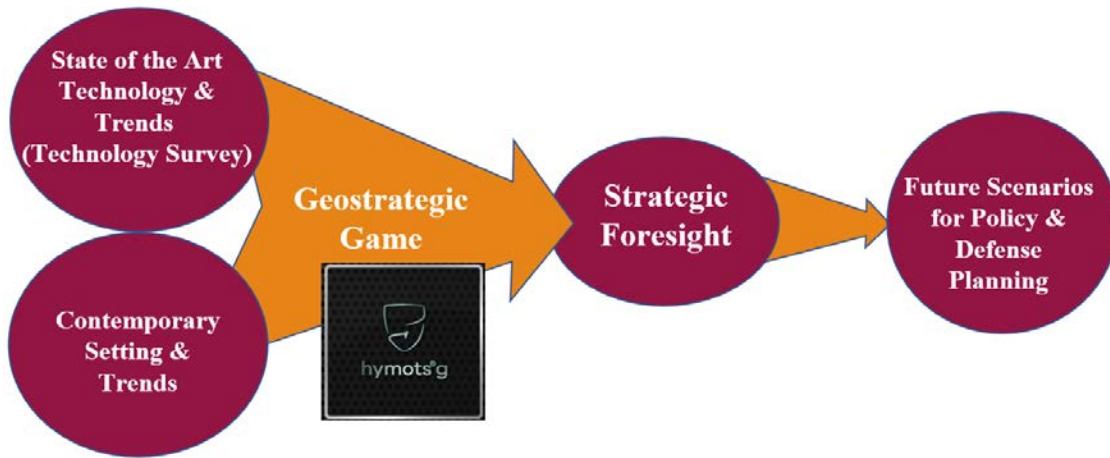 State of the Art
Technology &
Trends
(Technology Survey)
Contemporary
Setting &
Trends
Geostrategic
Game
hymots®g
Strategic
Foresight
Future Scenarios
for Policy &
Defense
Planning